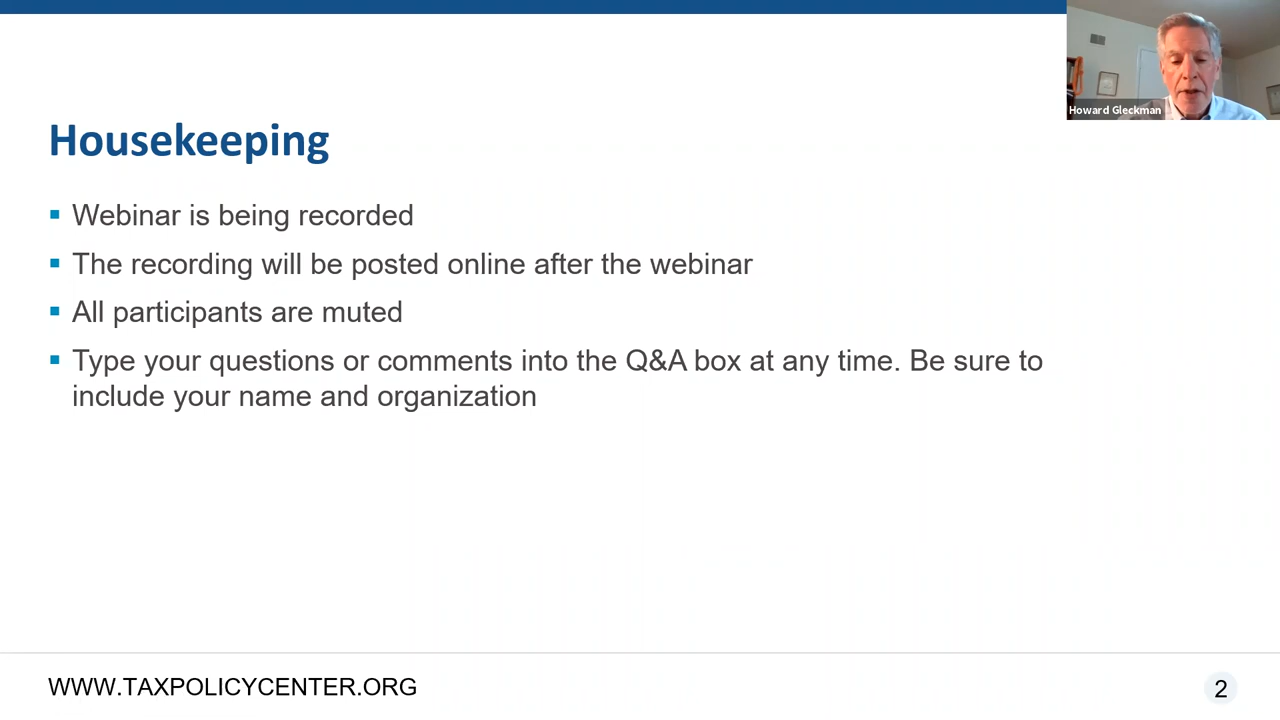 Howard Gleckman
Housekeeping
Webinar is being recorded
The recording will be posted online after the webinar
All participants are muted
Type your questions or comments into the Q&A box at any time. Be sure to
include your name and organization
WWW.TAXPOLICYCENTER.ORG
2